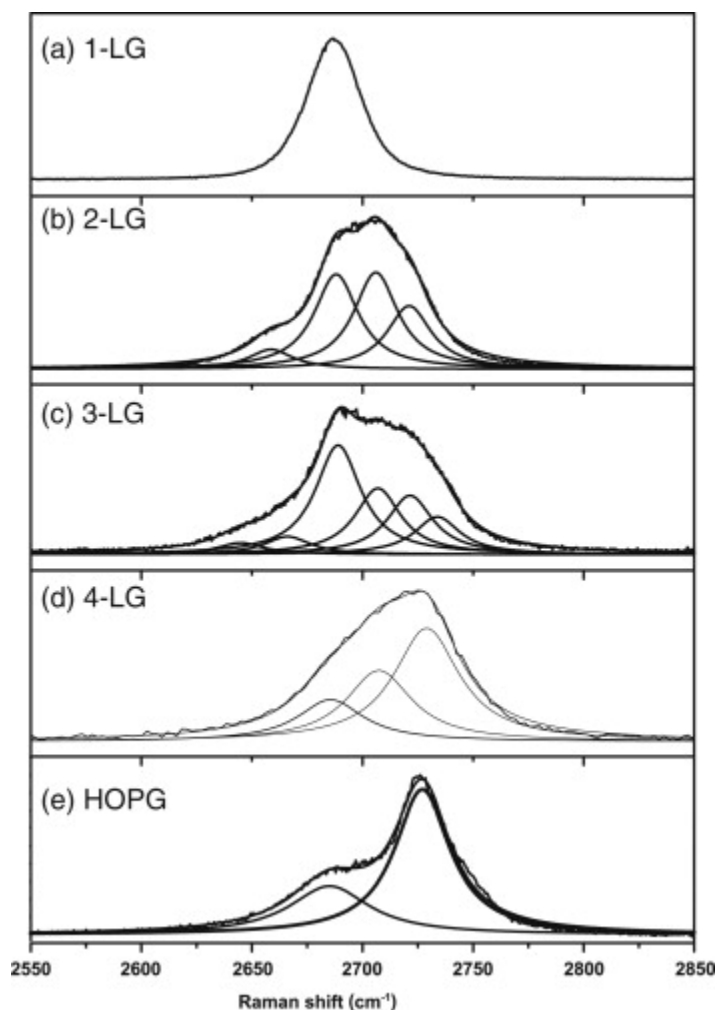 (a) 1-LG
(b) 2-LG
(c) 3-LG
(d) 4-LG
(e) HOPG
2550 2600 2650 2700 2750 2800 2850
Raman shift (cm⁻¹)